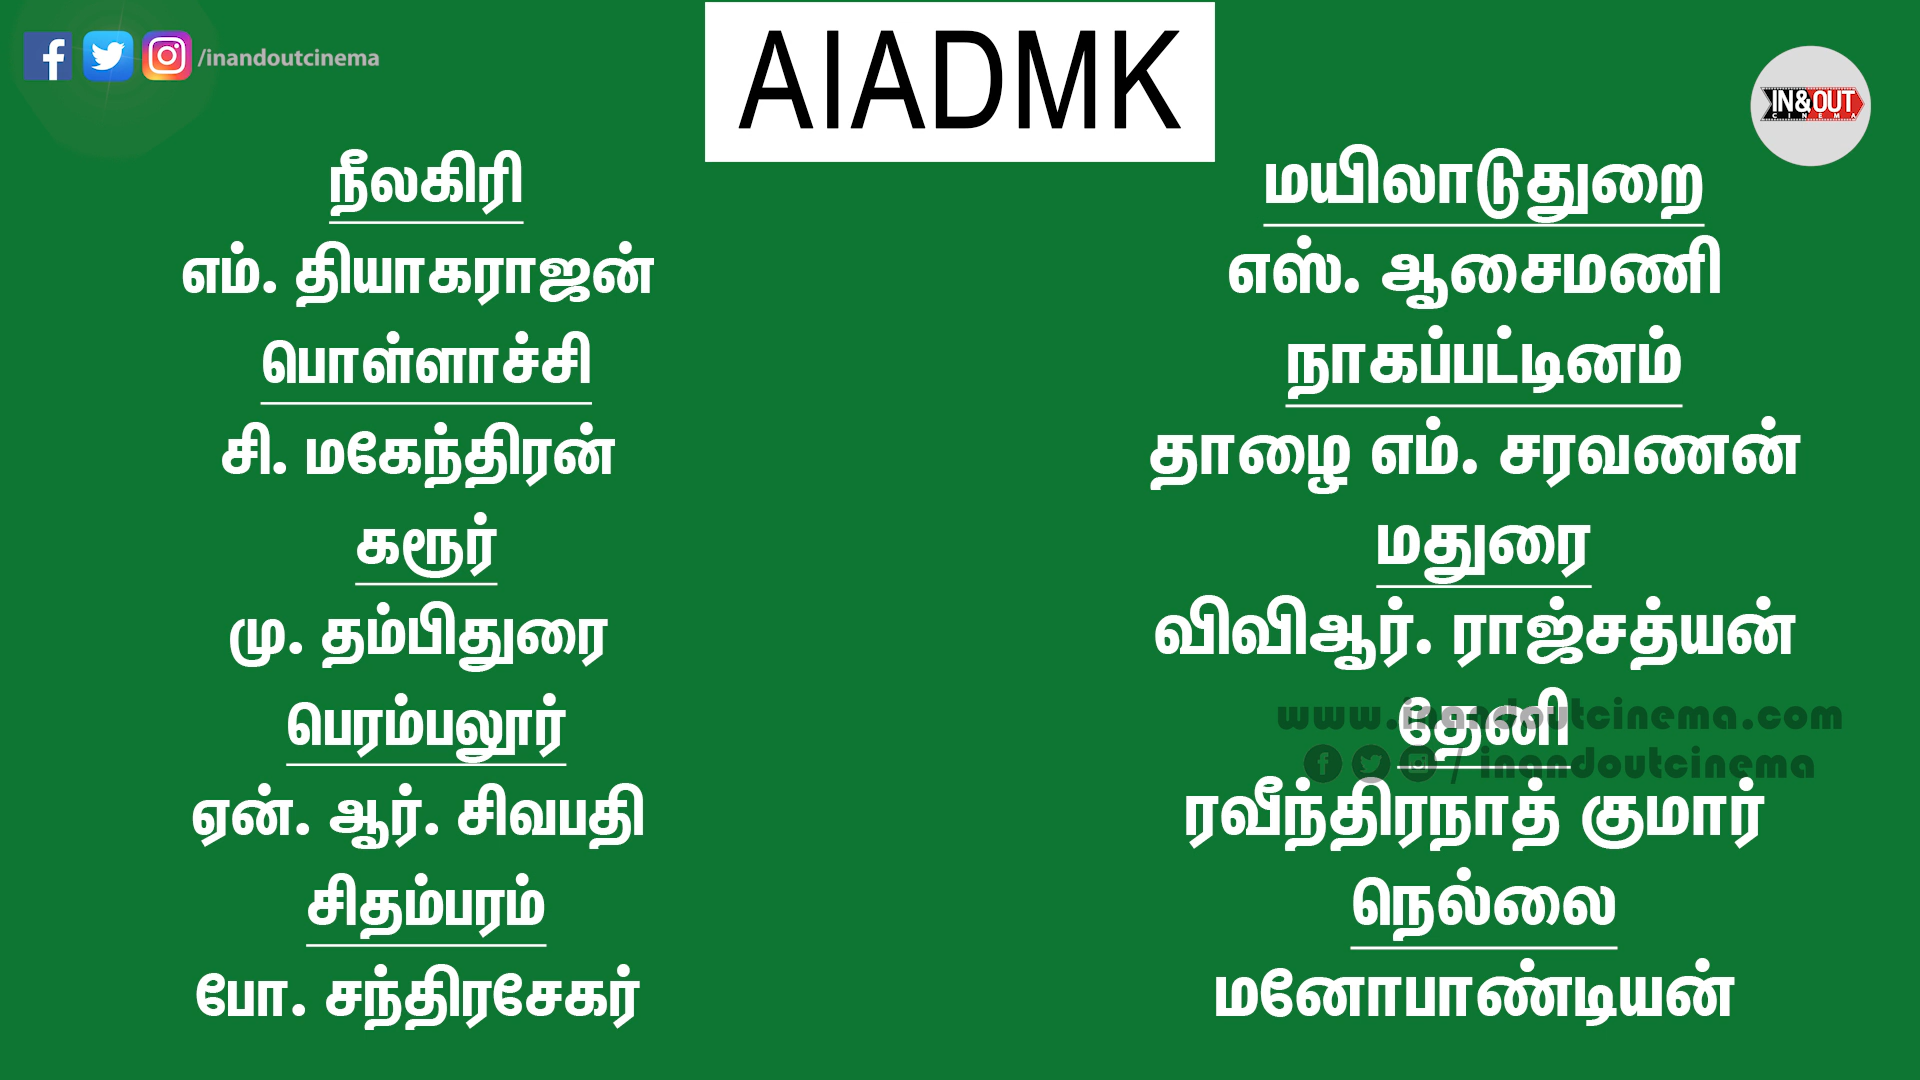 /inandoutcinema
AIADMK
IN&OUT
CINEMA
நீலகிரி
எம். தியாகராஜன்
பொள்ளாச்சி
சி. மகேந்திரன்
கரூர்
மு. தம்பிதுரை
பெரம்பலூர்
ஏன். ஆர். சிவபதி
சிதம்பரம்
போ. சந்திரசேகர்
மயிலாடுதுறை
எஸ். ஆசைமணி
நாகப்பட்டினம்
தாழை எம். சரவணன்
மதுரை
விவிஆர். ராஜ்சத்யன்
தேனி
ரவீந்திரநாத் குமார்
நெல்லை
மனோபாண்டியன்
www.inandoutcinema.com
/ inandoutcinema